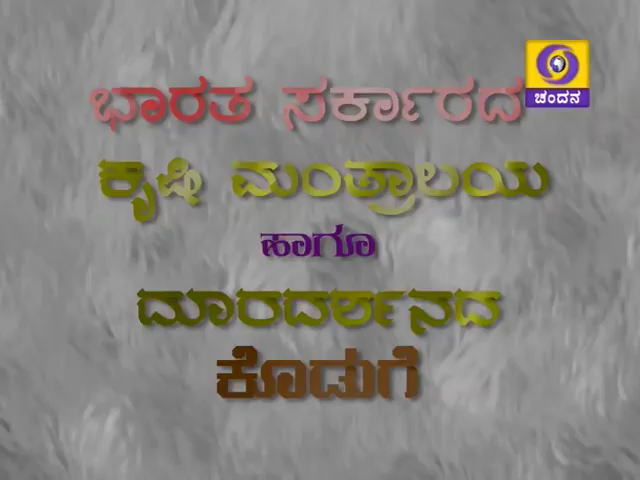 ಭಾರತ ಸರ್ಕಾರದ
ಚಂದನ
ಕೃಷಿ ಮಂತ್ರಾಲಯ
ಹಾಗೂ
ದೂರದರ್ಶನದ
ಕೊಡುಗೆ